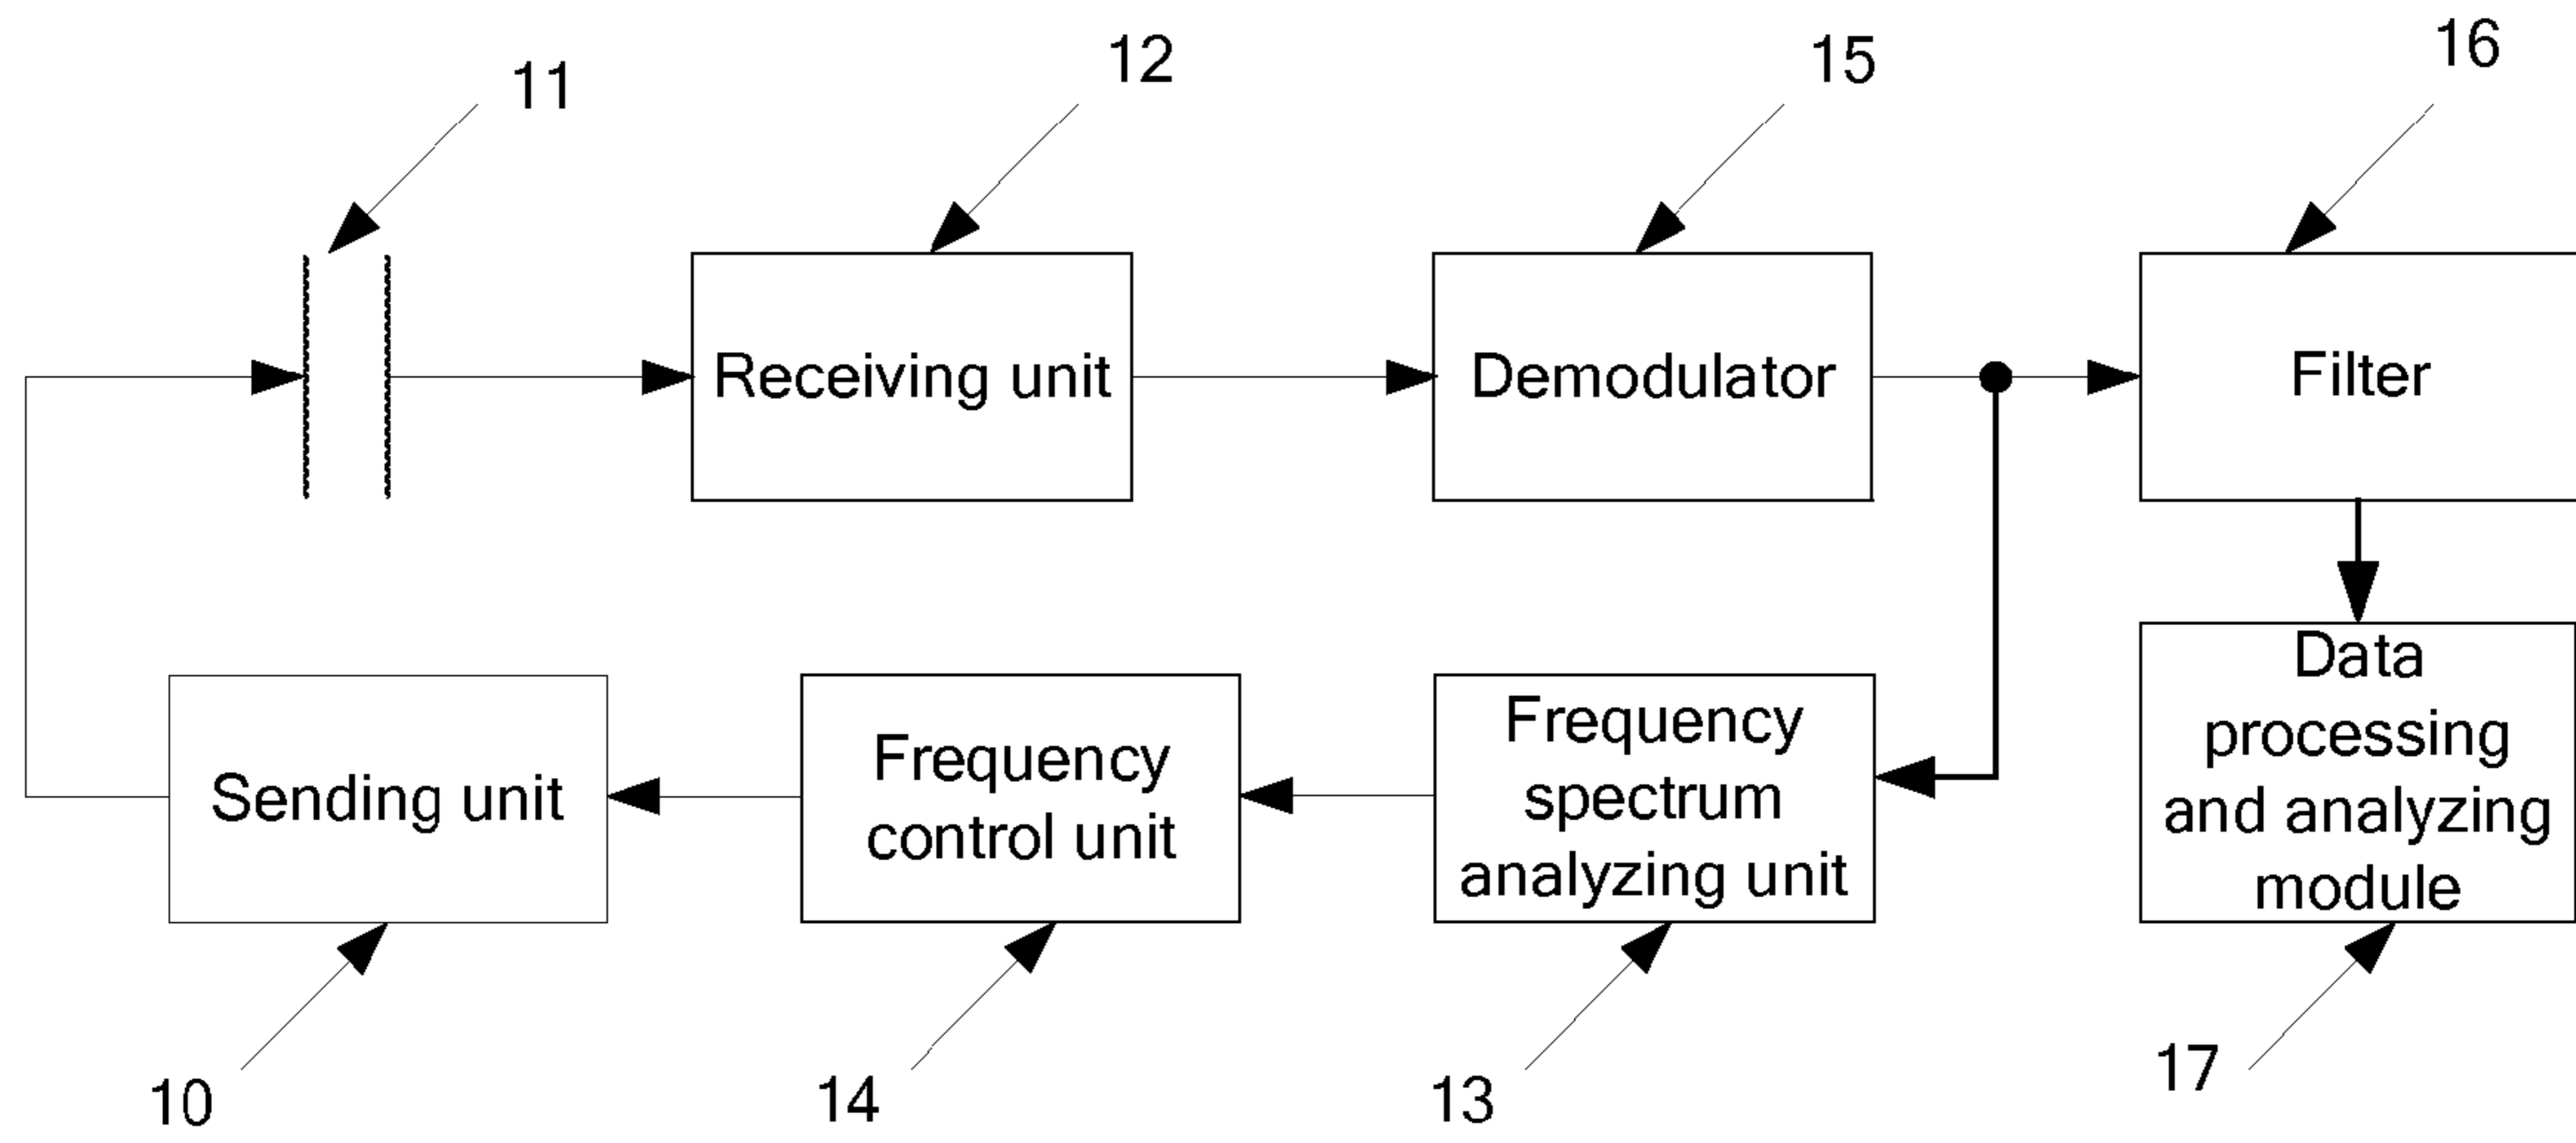 11
12
15
16
Receiving unit
Demodulator
Filter
Sending unit
Frequency
control unit
Frequency
spectrum
analyzing unit
Data
processing
and analyzing
module
10
14
13
17